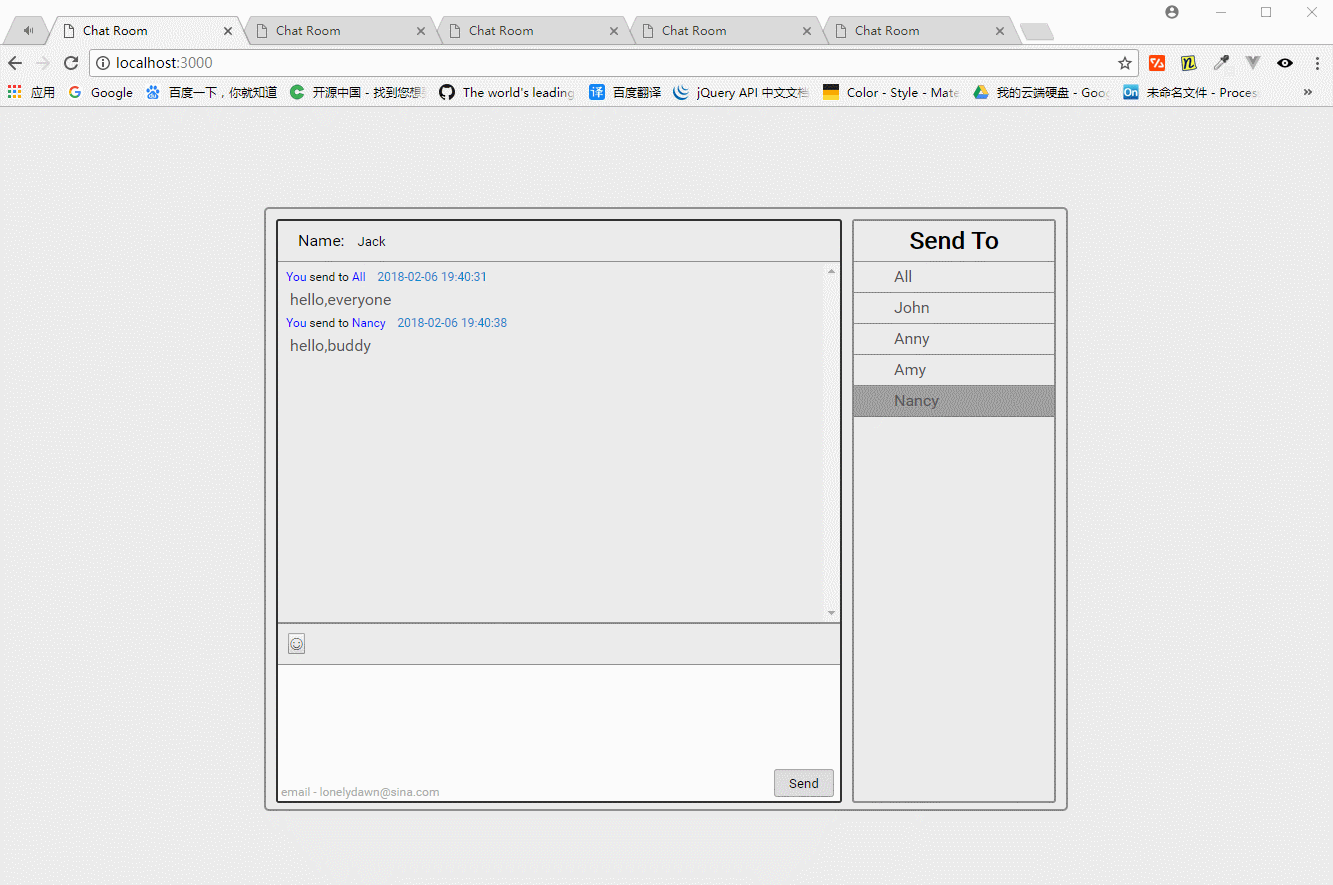 Chat Room Chat Room Chat Room Chat Room Chat Room
localhost:3000
应用 Google 百度一下，你就知道 开源中国 - 找到您想 The world's leading 译 百度翻译 jQuery API 中文文档 Color - Style - Mate 我的云端硬盘 - Goog On 未命名文件 - Proces »
Name: Jack
You send to All 2018-02-06 19:40:31
hello,everyone
You send to Nancy 2018-02-06 19:40:38
hello,buddy
email - lonelydawn@sina.com
Send
Send To
All
John
Anny
Amy
Nancy